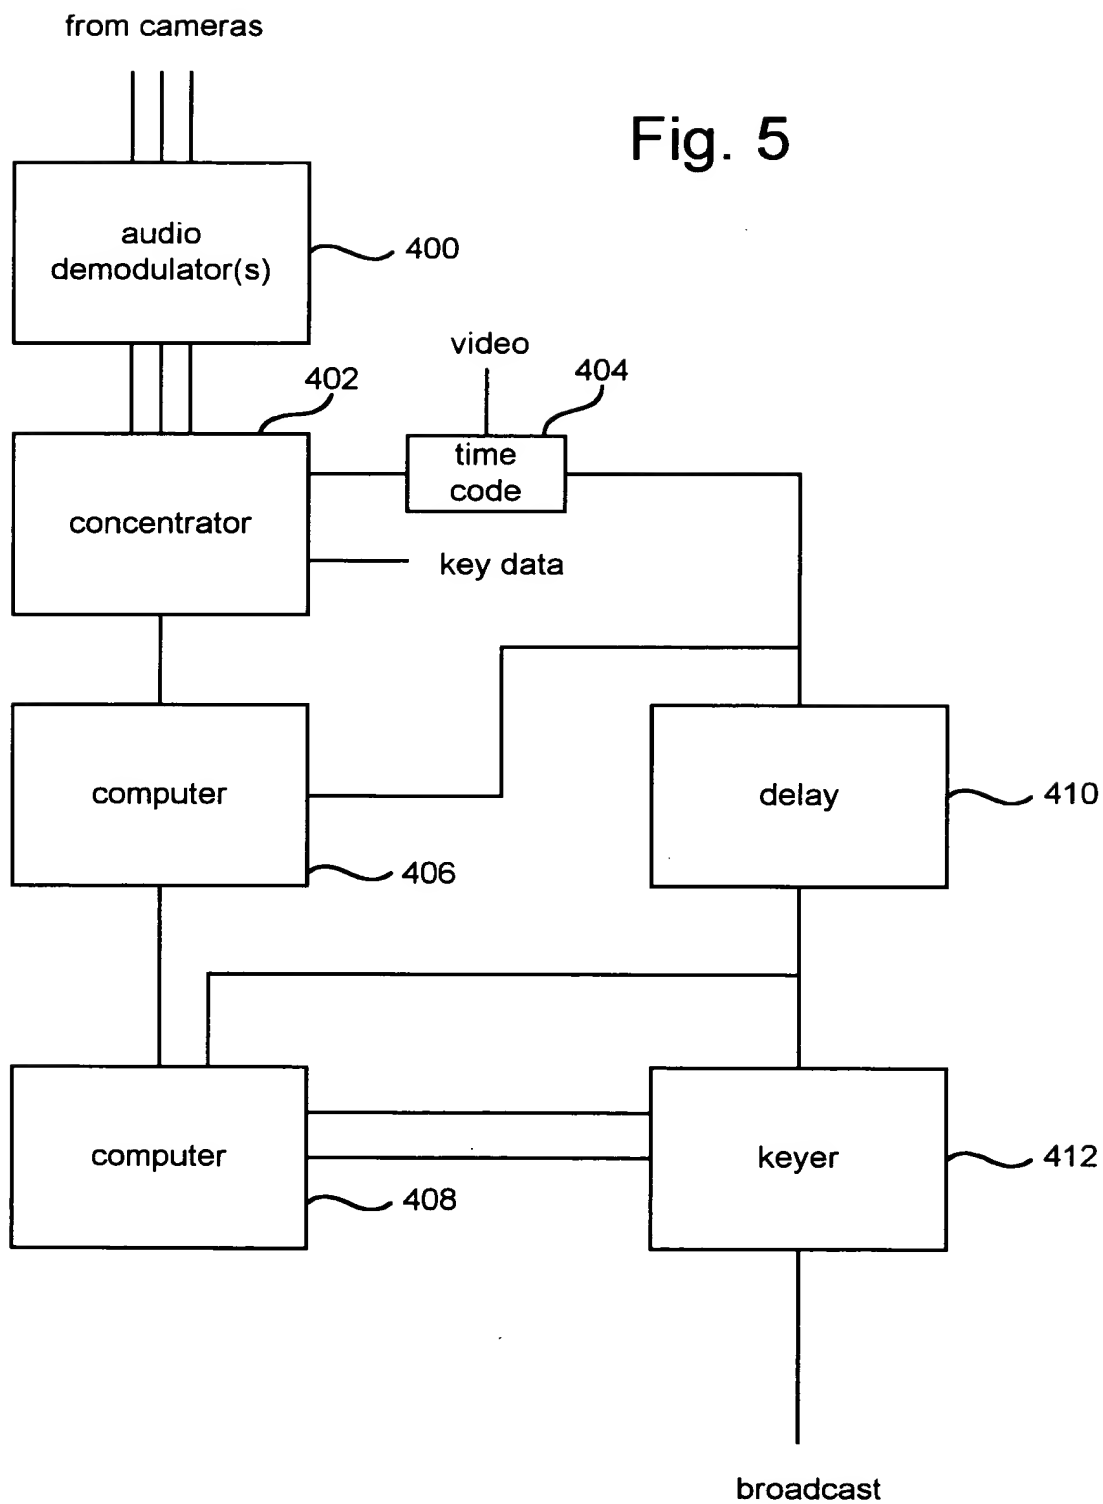 from cameras
Fig. 5
audio
demodulator(s)
400
video
404
402
time
code
concentrator
key data
computer
delay
410
406
computer
keyer
412
408
broadcast